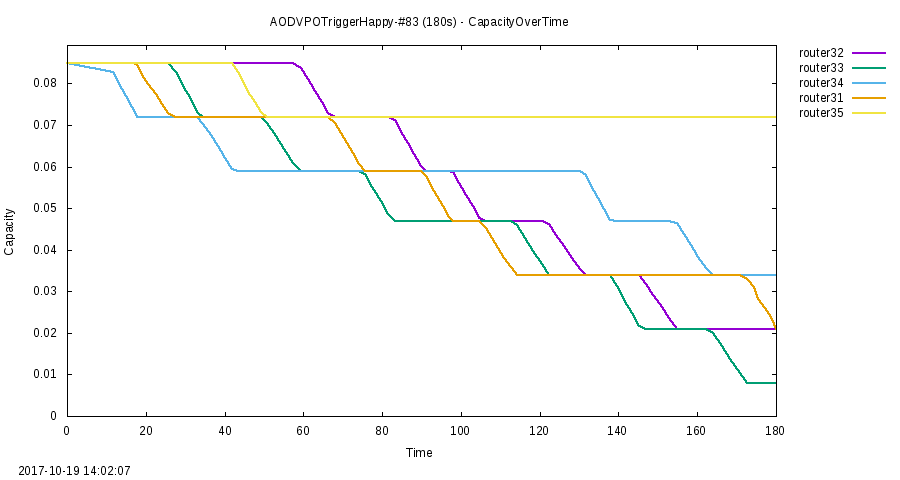 AODVPOTriggerHappy-#83 (180s) - CapacityOverTime
router32
router33
router34
router31
router35
0.08
0.07
0.06
0.05
0.04
0.03
0.02
0.01
0
Capacity
0 20 40 60 80 100 120 140 160 180
Time
2017-10-19 14:02:07